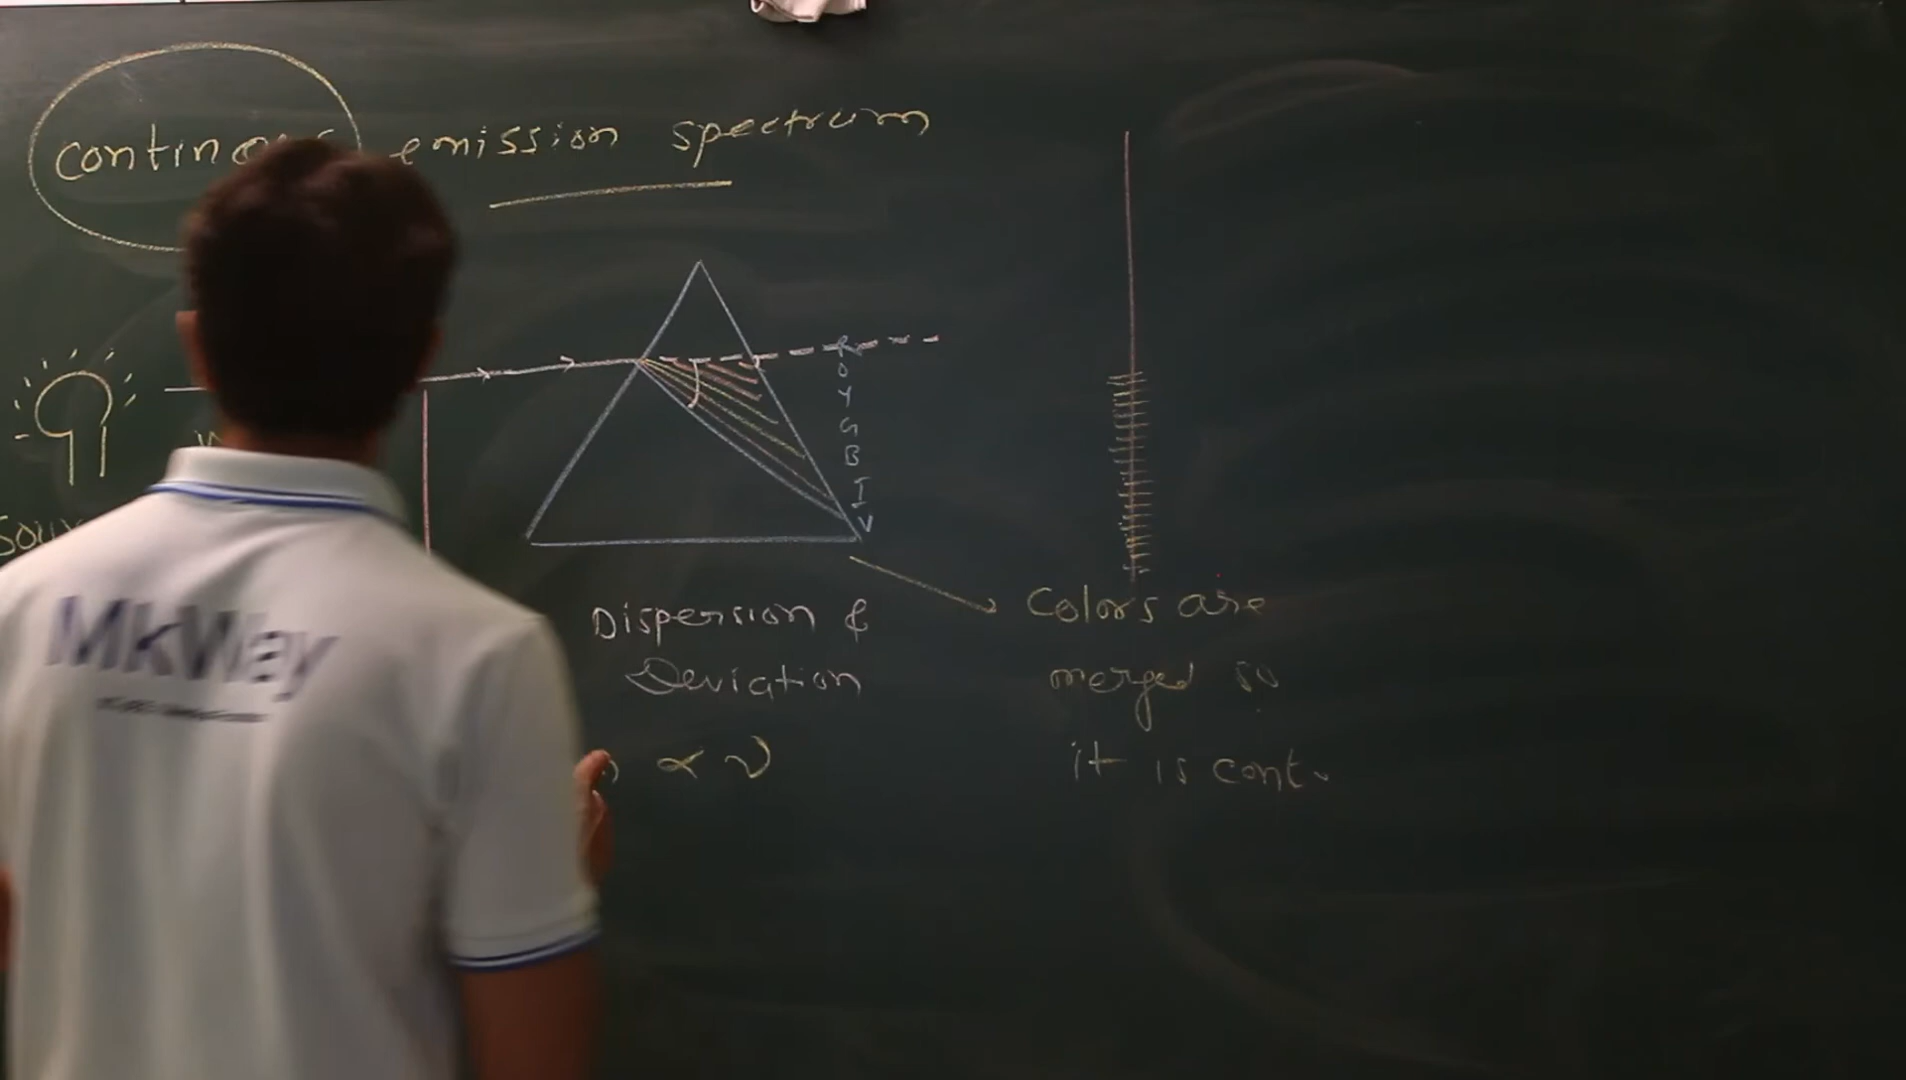 emission spectrum
R
O
Y
G
B
I
V
Dispersion &
Deviation
∝ ν
Colors are
merged so
it is cont.
MkWay